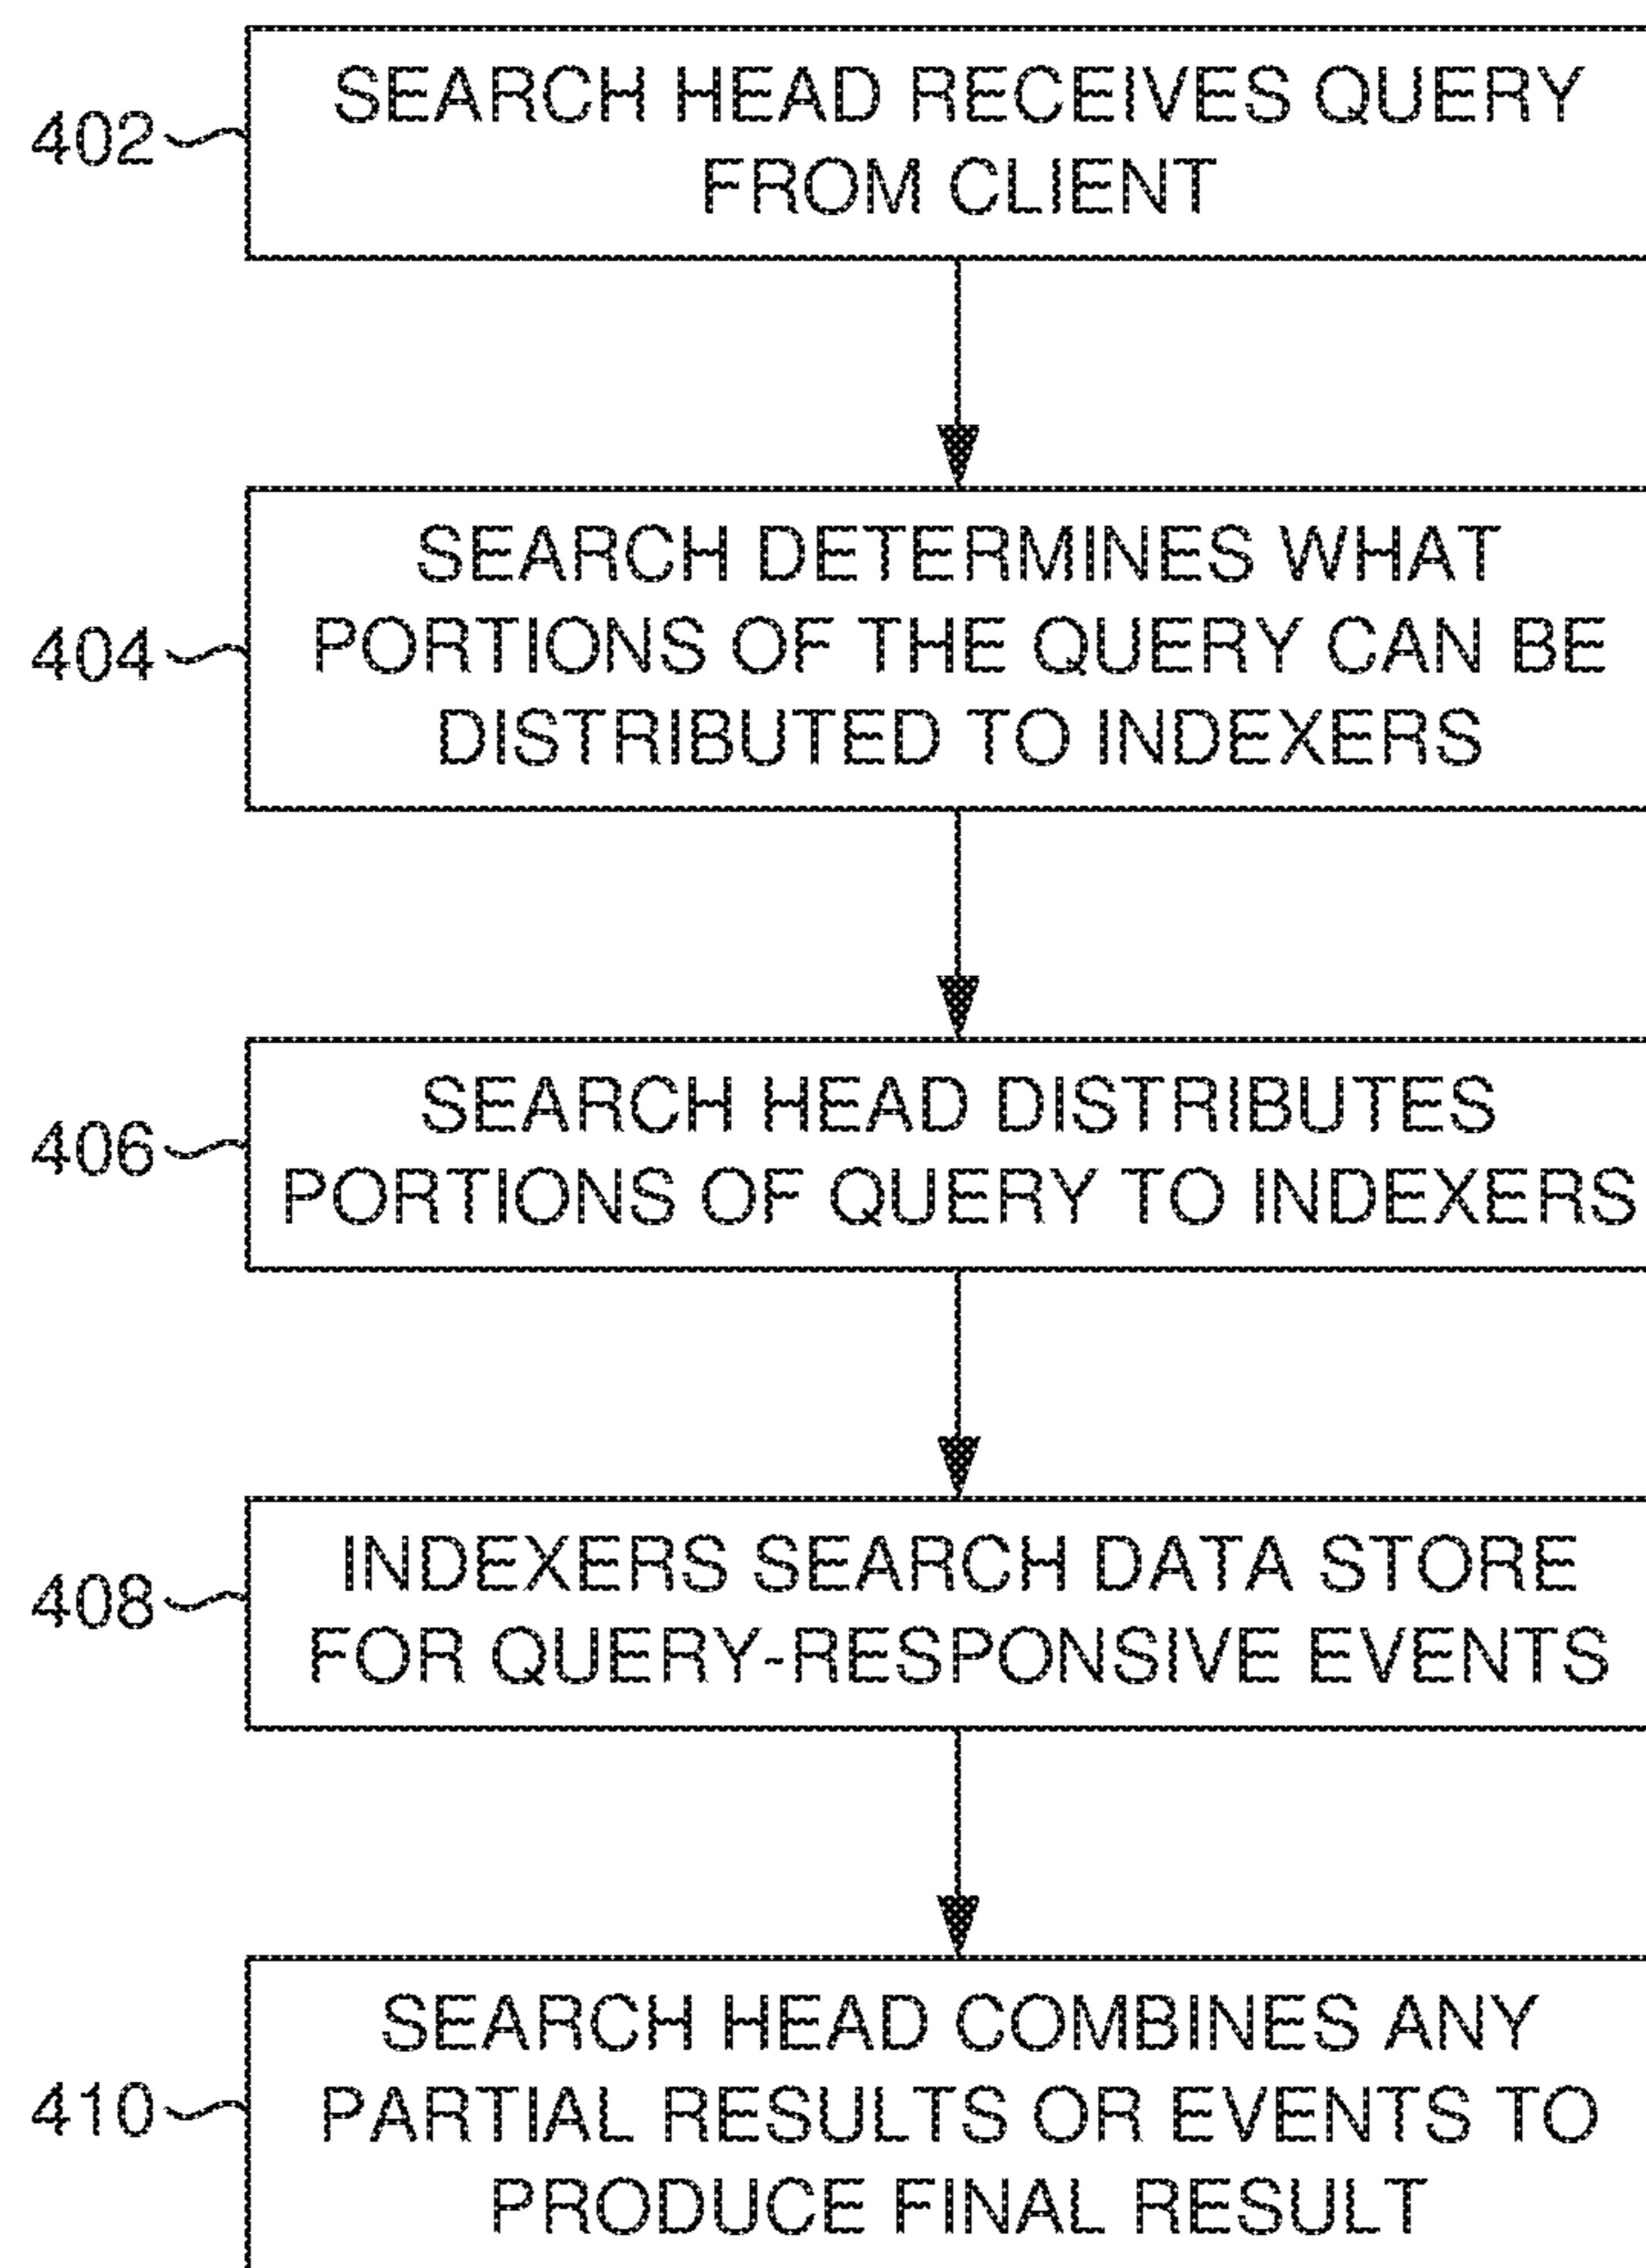 402
SEARCH HEAD RECEIVES QUERY
FROM CLIENT
404
SEARCH DETERMINES WHAT
PORTIONS OF THE QUERY CAN BE
DISTRIBUTED TO INDEXERS
406
SEARCH HEAD DISTRIBUTES
PORTIONS OF QUERY TO INDEXERS
408
INDEXERS SEARCH DATA STORE
FOR QUERY-RESPONSIVE EVENTS
410
SEARCH HEAD COMBINES ANY
PARTIAL RESULTS OR EVENTS TO
PRODUCE FINAL RESULT